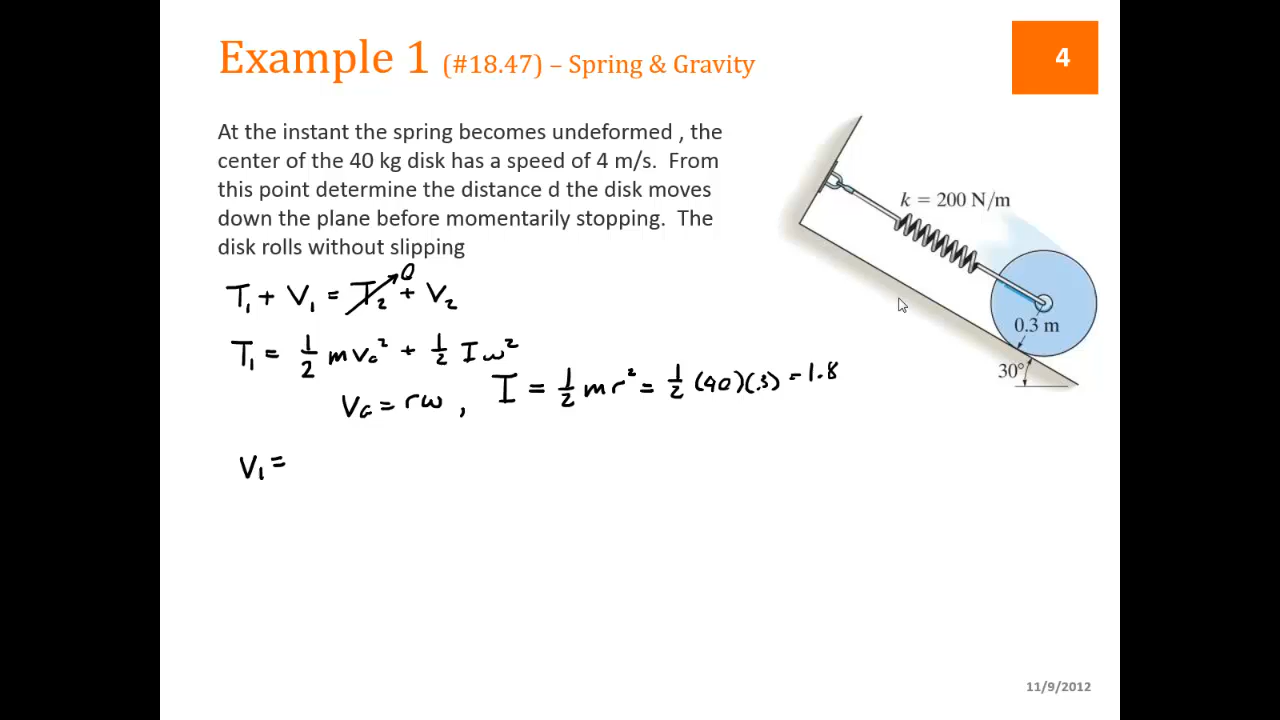 Example 1 (#18.47) – Spring & Gravity
4
At the instant the spring becomes undeformed , the
center of the 40 kg disk has a speed of 4 m/s. From
this point determine the distance d the disk moves
down the plane before momentarily stopping. The
disk rolls without slipping
k = 200 N/m
0.3 m
30°
T₁ + V₁ = T₂ + V₂
0
T₁ = 1/2 m v_G² + 1/2 I ω²
V_G = rω , I = 1/2 mr² = 1/2 (40)(.3) = 1.8
V₁ =
11/9/2012